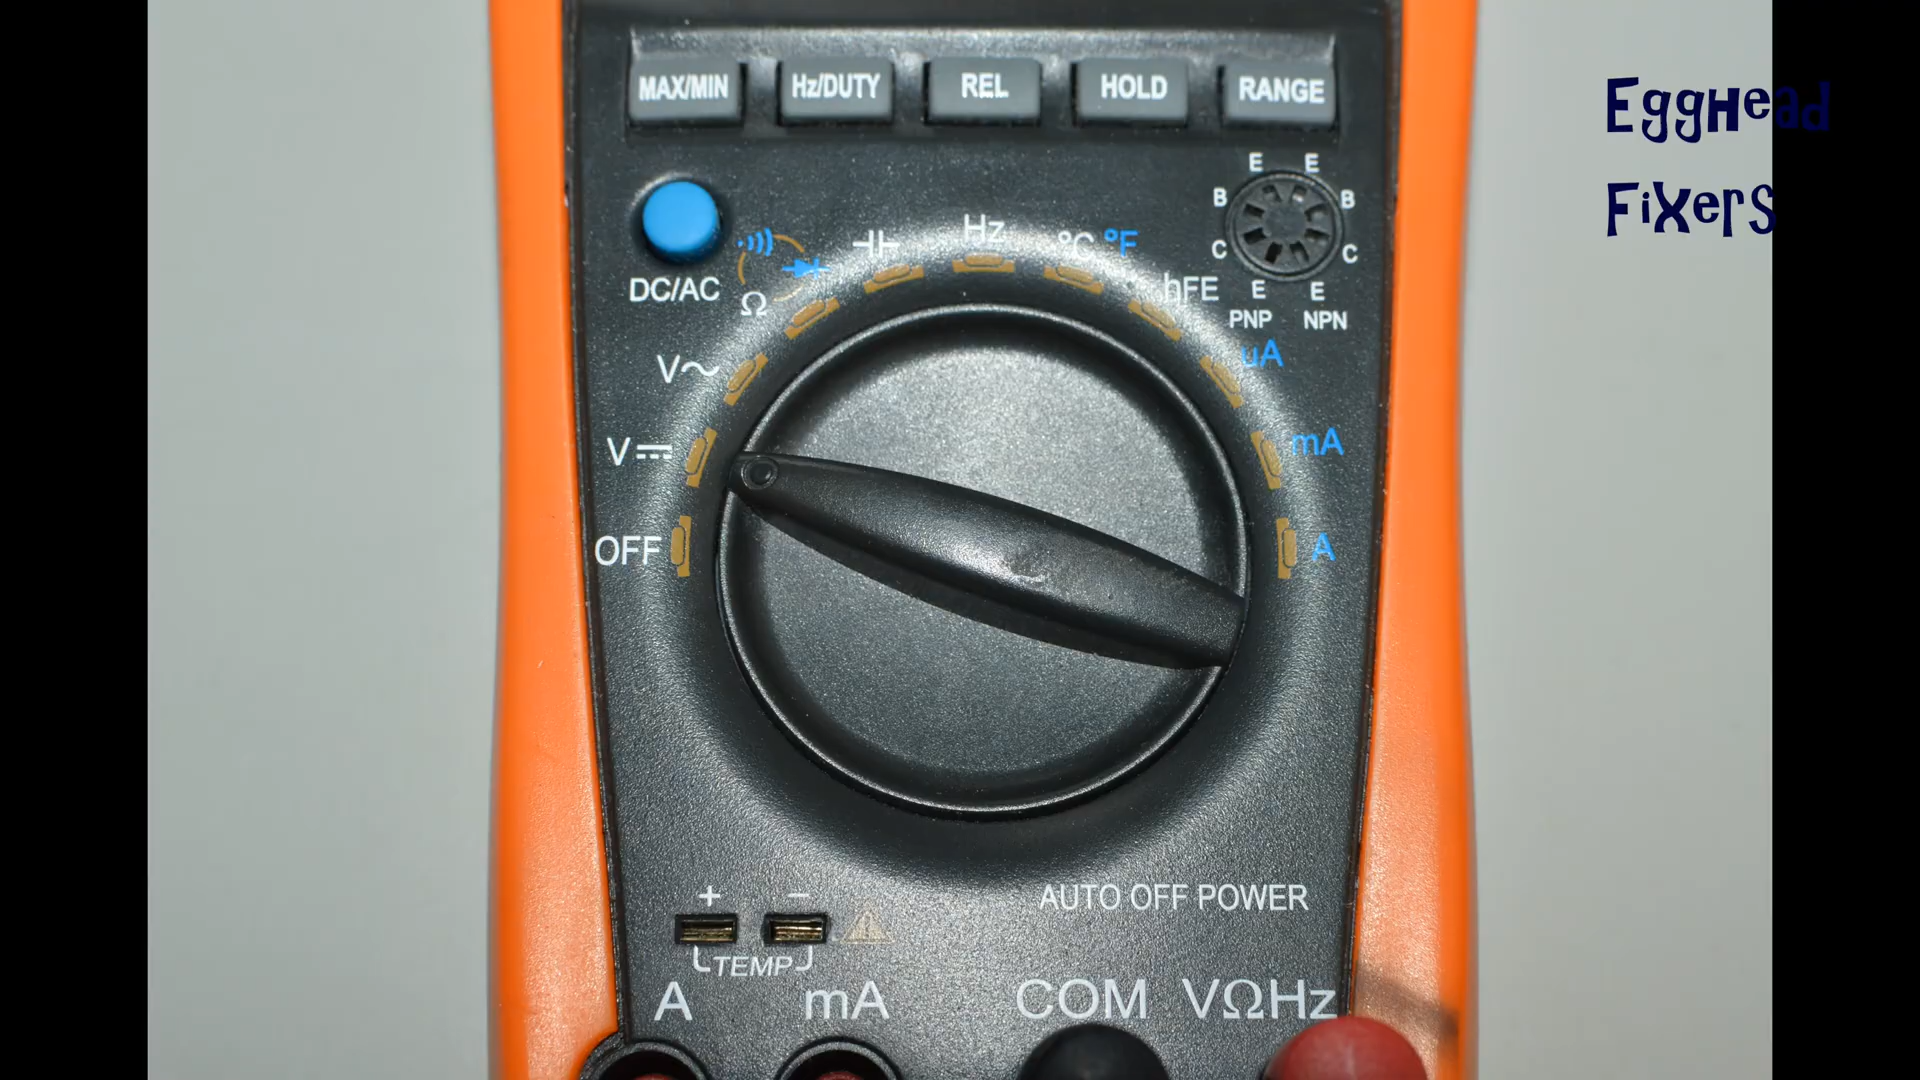 MAX/MIN Hz/DUTY REL HOLD RANGE
EggHead
Fixers
E E
B B
C C
E E
PNP NPN
DC/AC
Ω
Hz
°C °F
hFE
uA
V~
mA
V⎓
OFF
A
AUTO OFF POWER
+ −
TEMP
A mA COM VΩHz